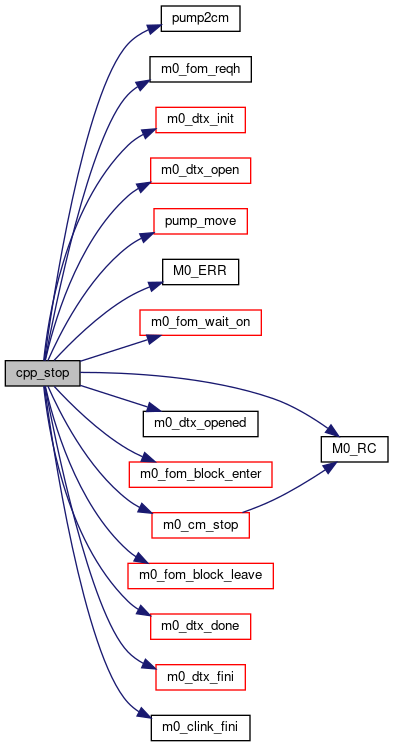 pump2cm
m0_fom_reqh
m0_dtx_init
m0_dtx_open
pump_move
M0_ERR
m0_fom_wait_on
cpp_stop
m0_dtx_opened
M0_RC
m0_fom_block_enter
m0_cm_stop
m0_fom_block_leave
m0_dtx_done
m0_dtx_fini
m0_clink_fini